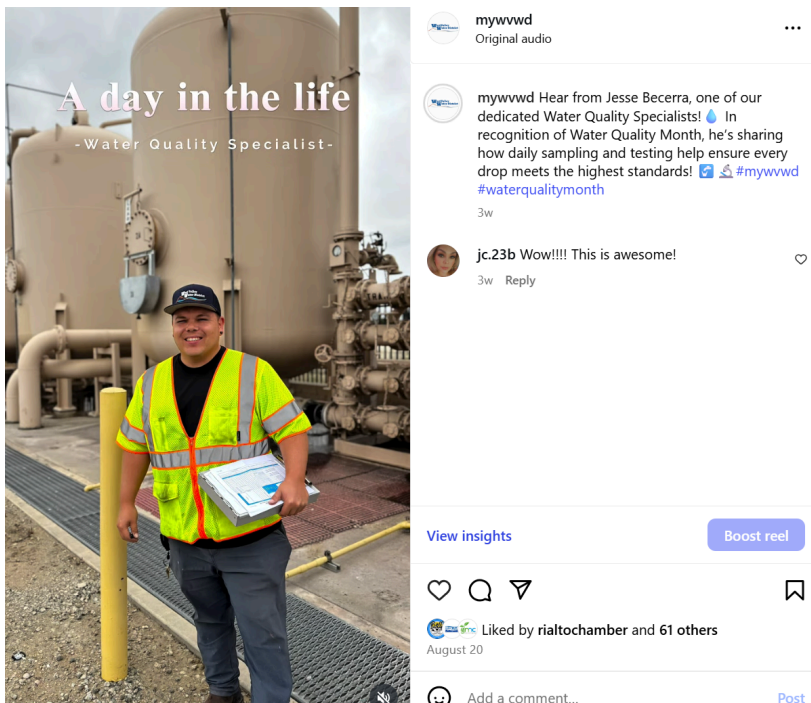 A day in the life
-Water Quality Specialist-
mywvwd
Original audio
mywvwd Hear from Jesse Becerra, one of our
dedicated Water Quality Specialists! 💧 In
recognition of Water Quality Month, he's sharing
how daily sampling and testing help ensure every
drop meets the highest standards! 🚰 🔬 #mywvwd
#waterqualitymonth
3w
jc.23b Wow!!!! This is awesome!
3w Reply
View insights
Boost reel
Liked by rialtochamber and 61 others
August 20
Add a comment...
Post